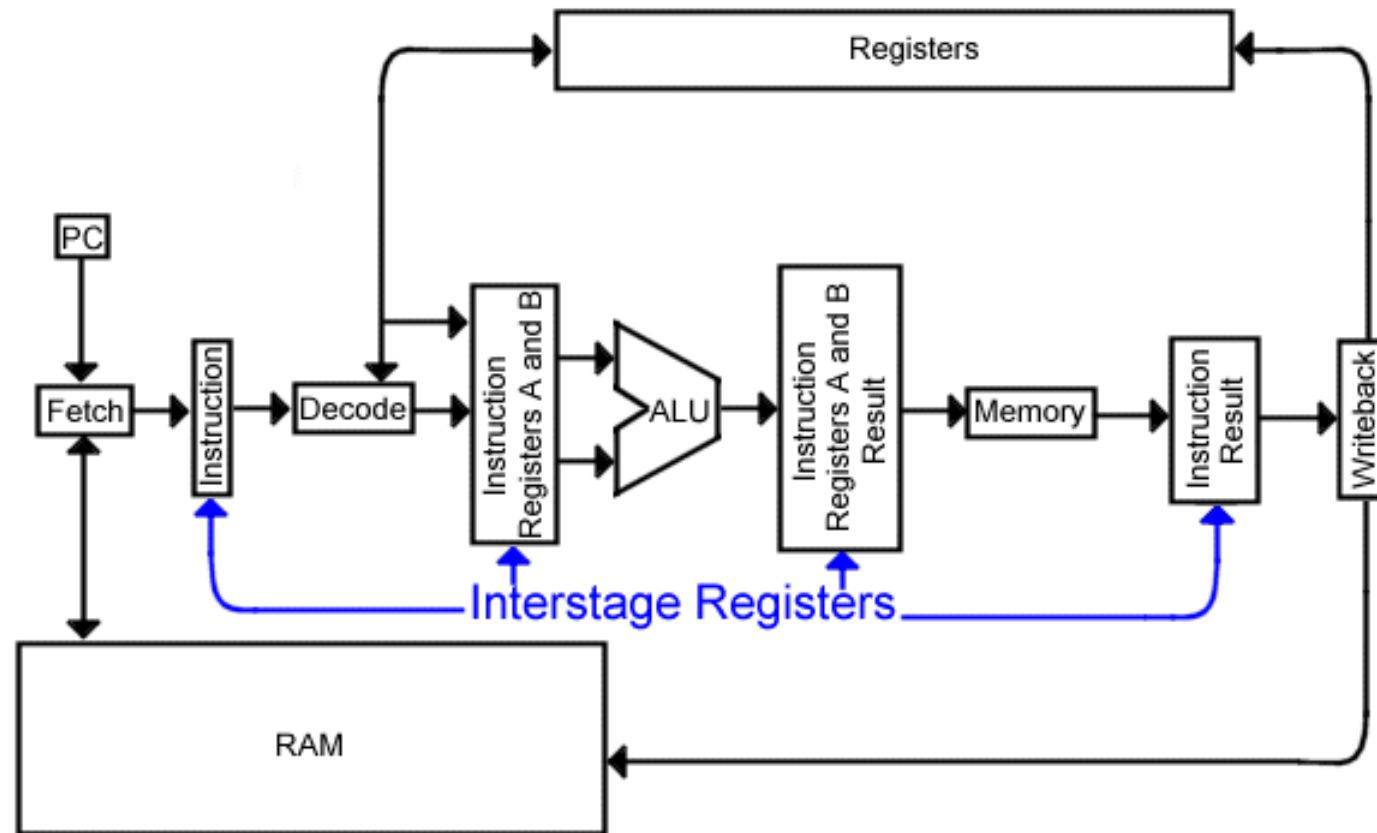 Registers
PC
Fetch
Instruction
Decode
Instruction
Registers A and B
ALU
Instruction
Registers A and B
Result
Memory
Instruction
Result
Writeback
Interstage Registers
RAM